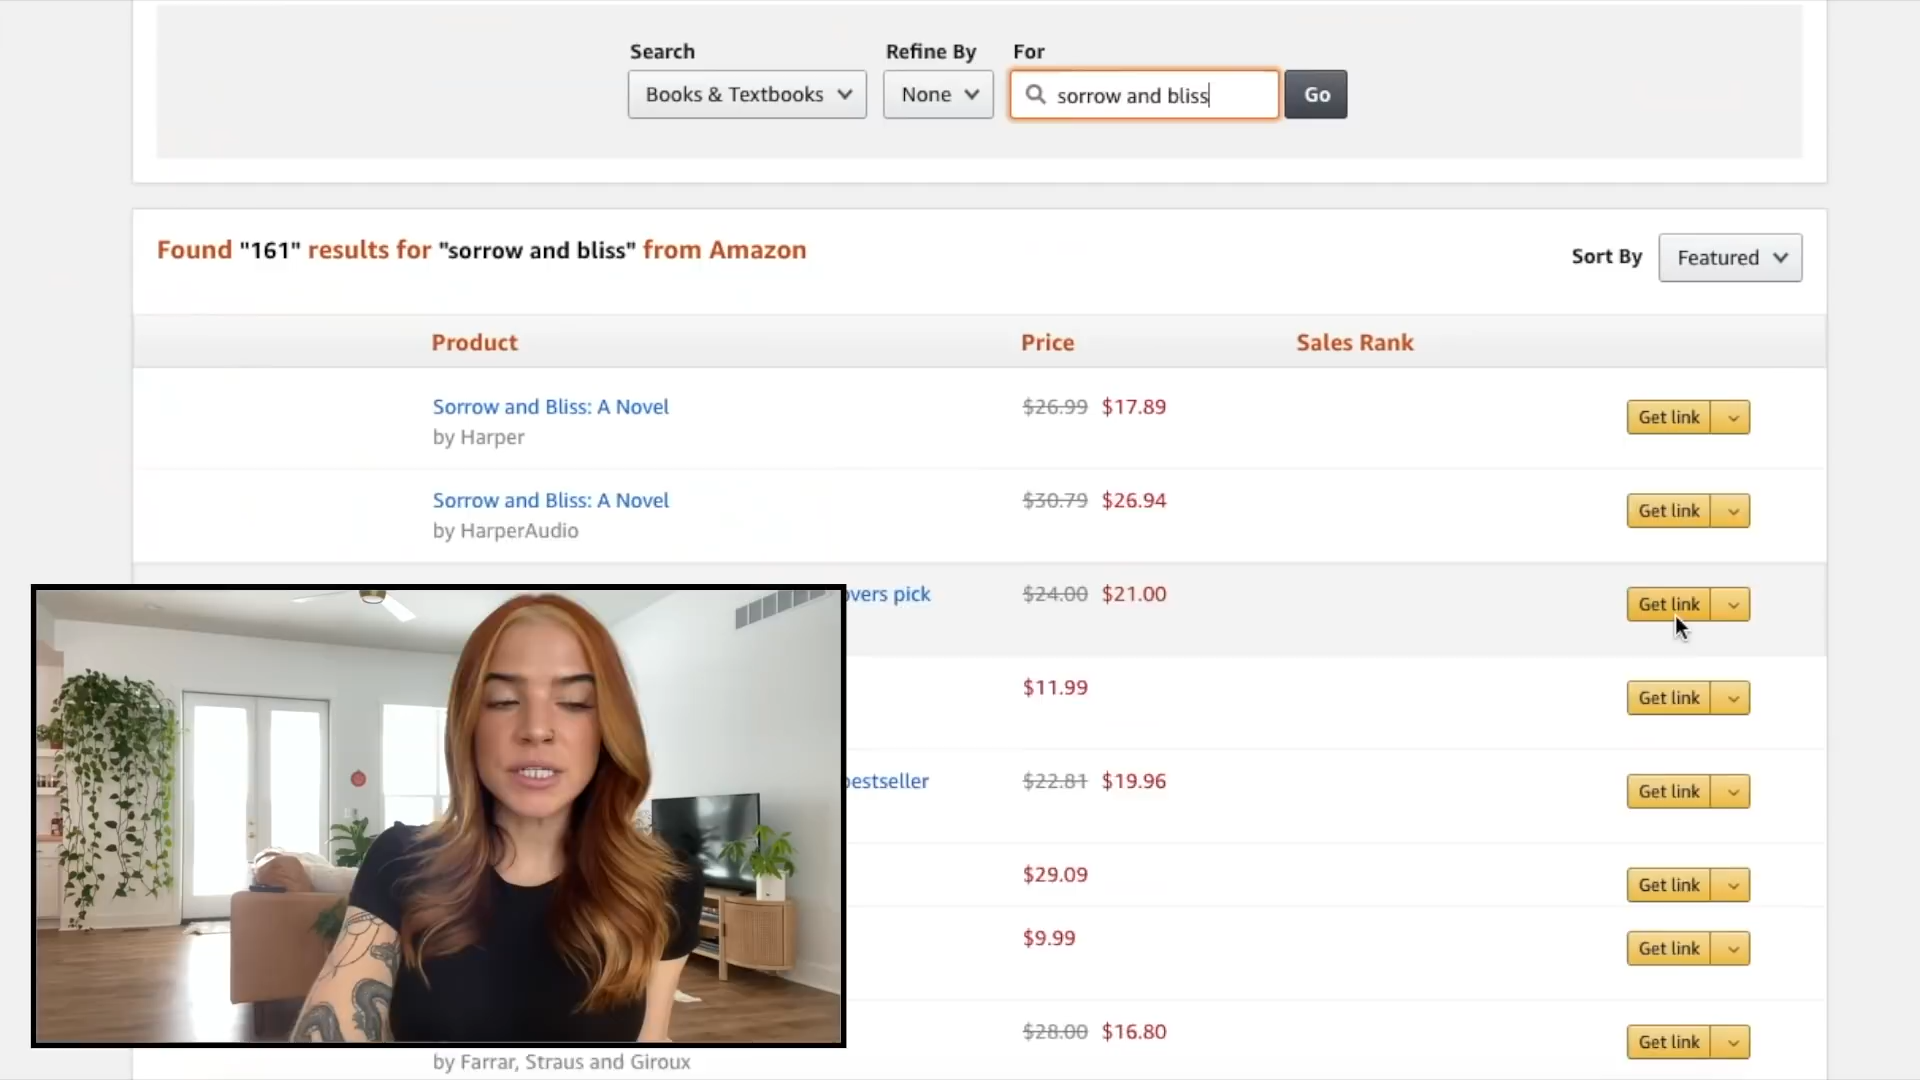 Search Refine By For
Books & Textbooks None sorrow and bliss Go
Found "161" results for "sorrow and bliss" from Amazon
Sort By Featured
Product Price Sales Rank
Sorrow and Bliss: A Novel $26.99 $17.89 Get link
by Harper
Sorrow and Bliss: A Novel $30.79 $26.94 Get link
by HarperAudio
pick $24.00 $21.00 Get link
$11.99 Get link
bestseller $22.81 $19.96 Get link
$29.09 Get link
$9.99 Get link
$28.00 $16.80 Get link
by Farrar, Straus and Giroux